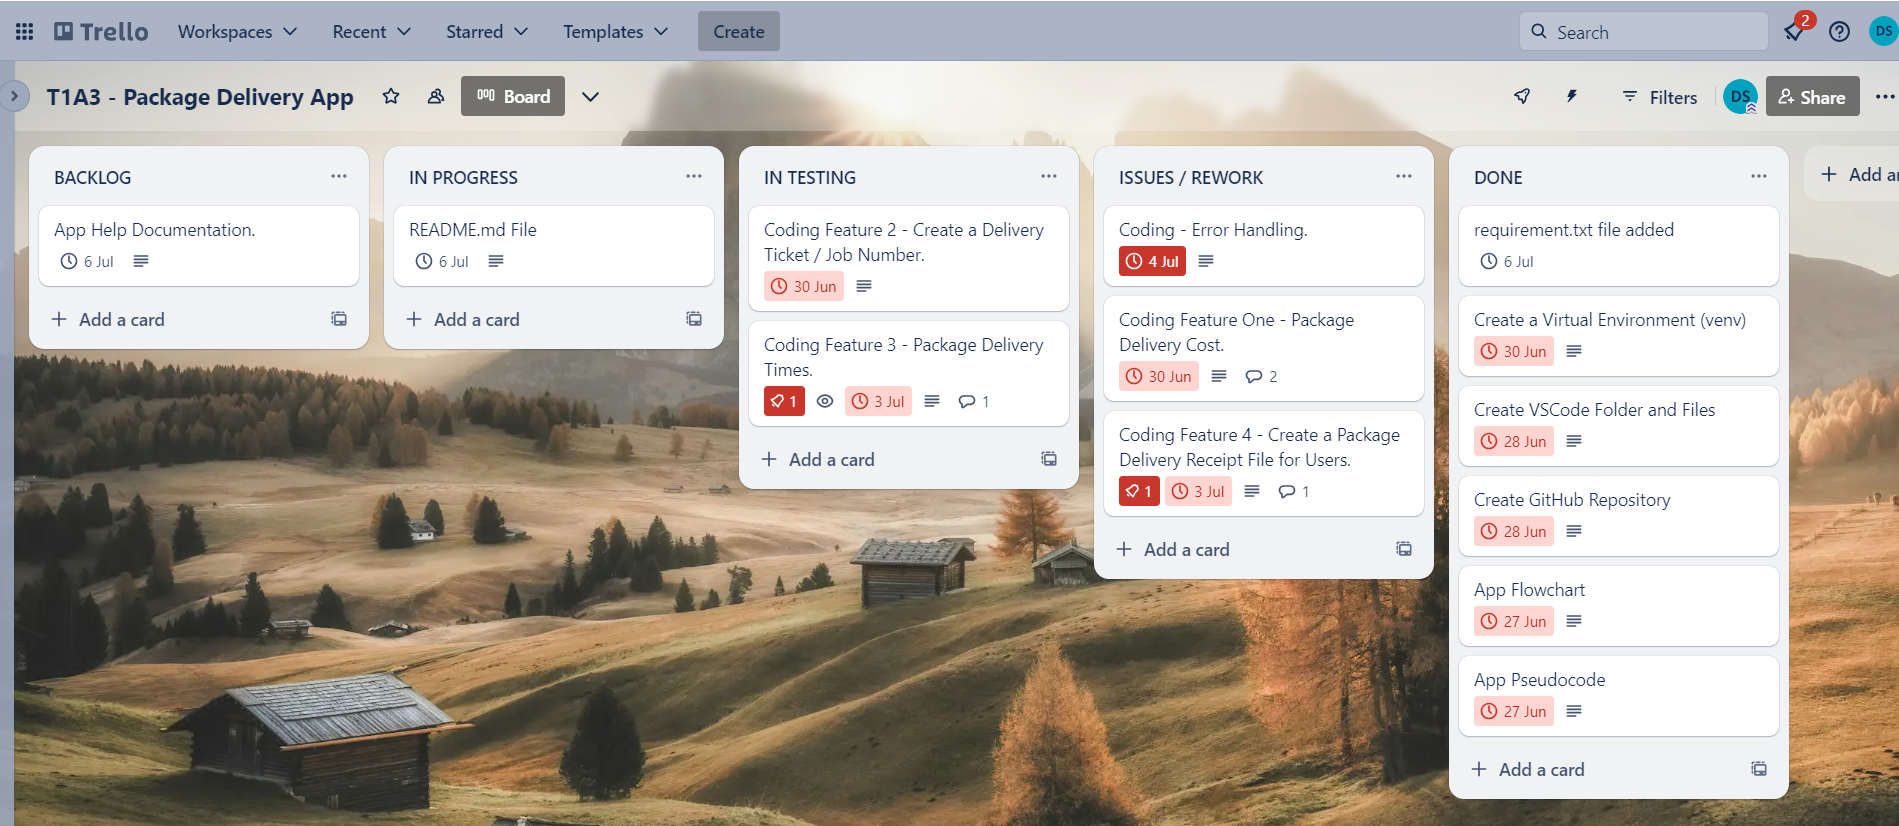 Trello
Workspaces
Recent
Starred
Templates
Create
Search
2
DS
T1A3 - Package Delivery App
Board
Filters
DS
Share
BACKLOG
App Help Documentation.
6 Jul
Add a card
IN PROGRESS
README.md File
6 Jul
Add a card
IN TESTING
Coding Feature 2 - Create a Delivery
Ticket / Job Number.
30 Jun
Coding Feature 3 - Package Delivery
Times.
1 3 Jul 1
Add a card
ISSUES / REWORK
Coding - Error Handling.
4 Jul
Coding Feature One - Package
Delivery Cost.
30 Jun 2
Coding Feature 4 - Create a Package
Delivery Receipt File for Users.
1 3 Jul 1
Add a card
DONE
requirement.txt file added
6 Jul
Create a Virtual Environment (venv)
30 Jun
Create VSCode Folder and Files
28 Jun
Create GitHub Repository
28 Jun
App Flowchart
27 Jun
App Pseudocode
27 Jun
Add a card
Add